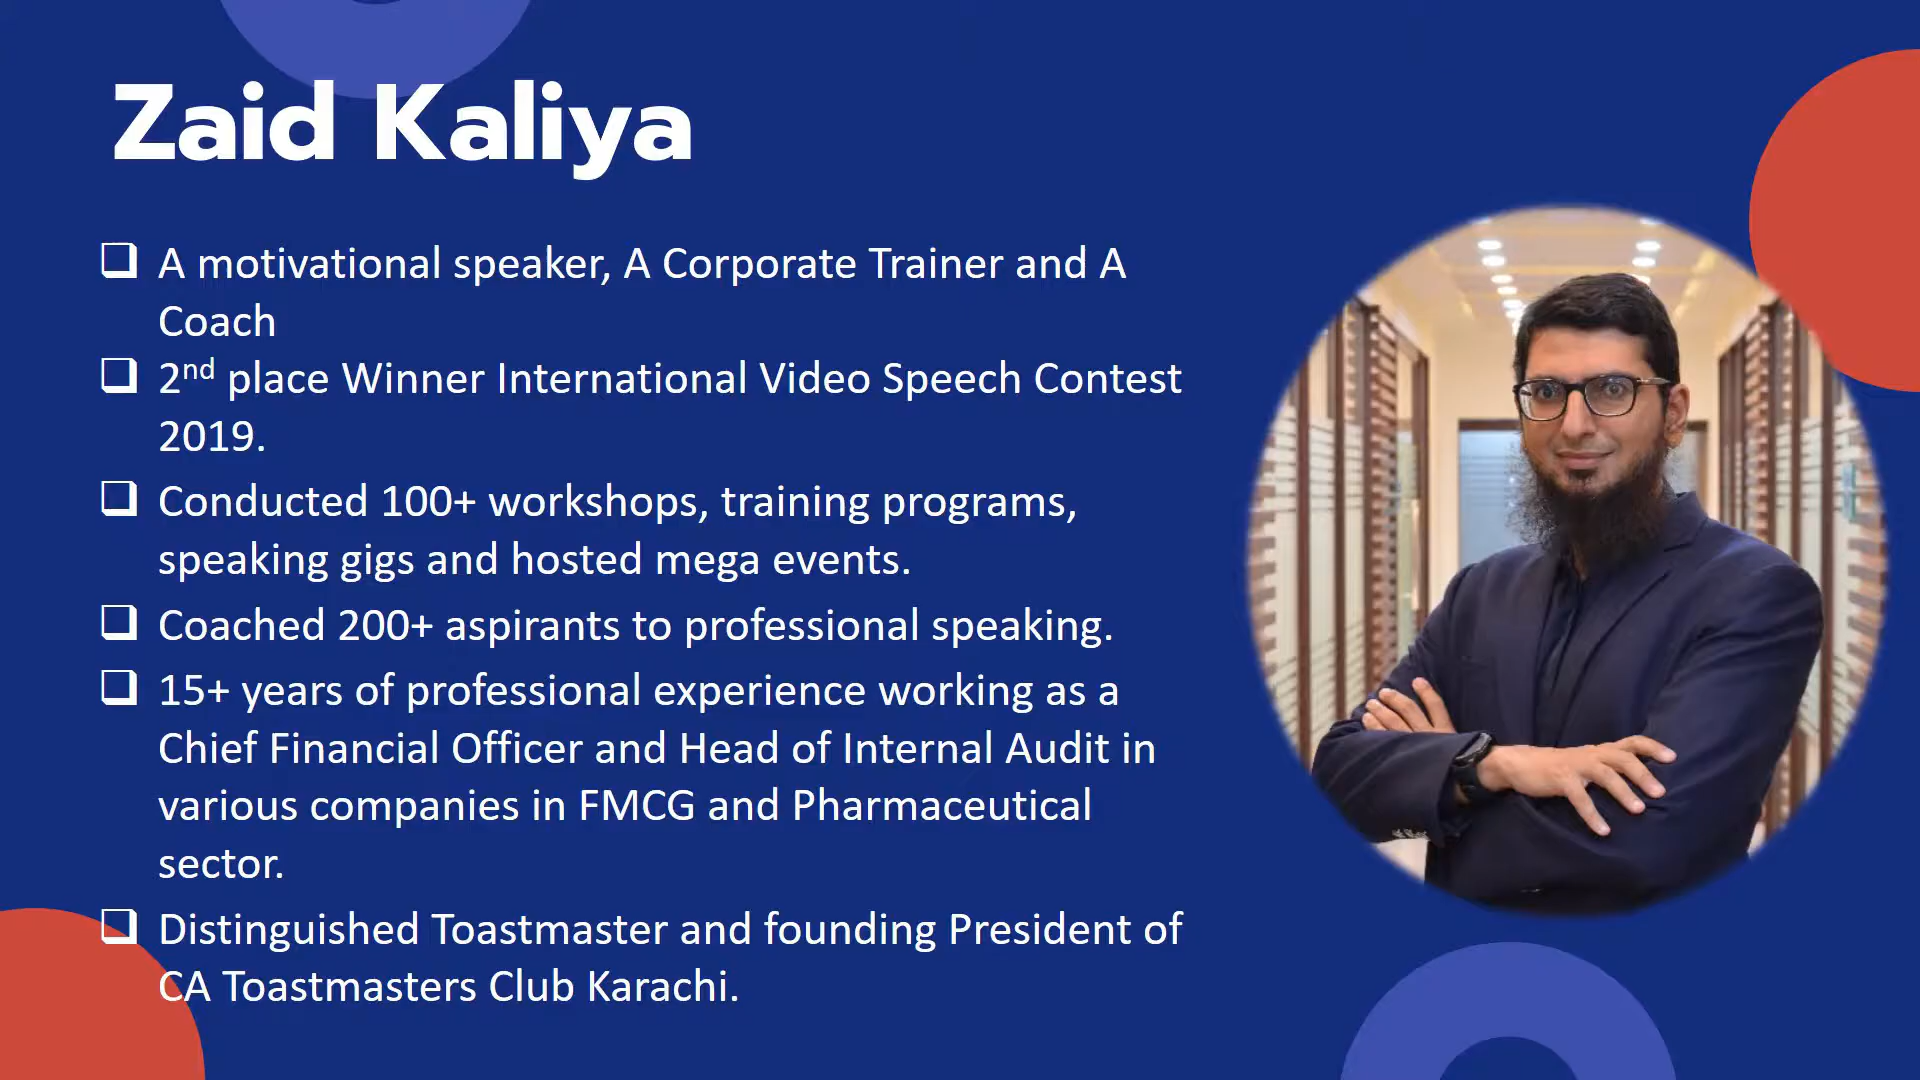 Zaid Kaliya
A motivational speaker, A Corporate Trainer and A
Coach
2nd place Winner International Video Speech Contest
2019.
Conducted 100+ workshops, training programs,
speaking gigs and hosted mega events.
Coached 200+ aspirants to professional speaking.
15+ years of professional experience working as a
Chief Financial Officer and Head of Internal Audit in
various companies in FMCG and Pharmaceutical
sector.
Distinguished Toastmaster and founding President of
CA Toastmasters Club Karachi.